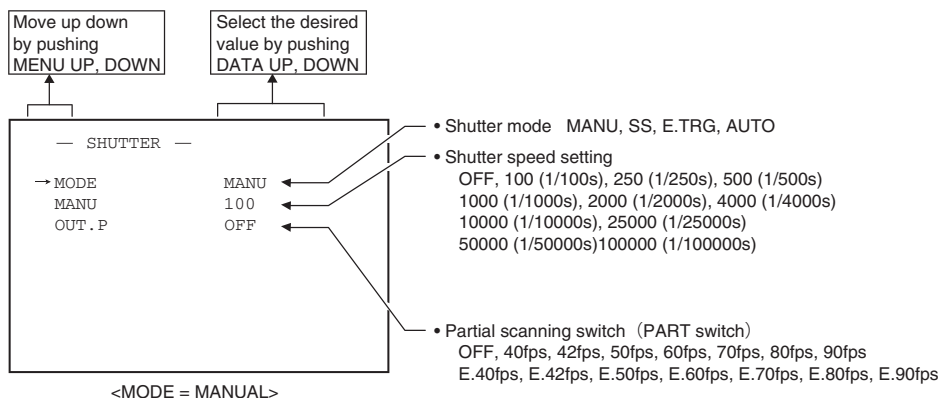 Move up down
by pushing
MENU UP, DOWN
Select the desired
value by pushing
DATA UP, DOWN
— SHUTTER —
→MODE MANU
MANU 100
OUT.P OFF
• Shutter mode MANU, SS, E.TRG, AUTO
• Shutter speed setting
OFF, 100 (1/100s), 250 (1/250s), 500 (1/500s)
1000 (1/1000s), 2000 (1/2000s), 4000 (1/4000s)
10000 (1/10000s), 25000 (1/25000s)
50000 (1/50000s)100000 (1/100000s)
• Partial scanning switch（PART switch）
OFF, 40fps, 42fps, 50fps, 60fps, 70fps, 80fps, 90fps
E.40fps, E.42fps, E.50fps, E.60fps, E.70fps, E.80fps, E.90fps
<MODE = MANUAL>